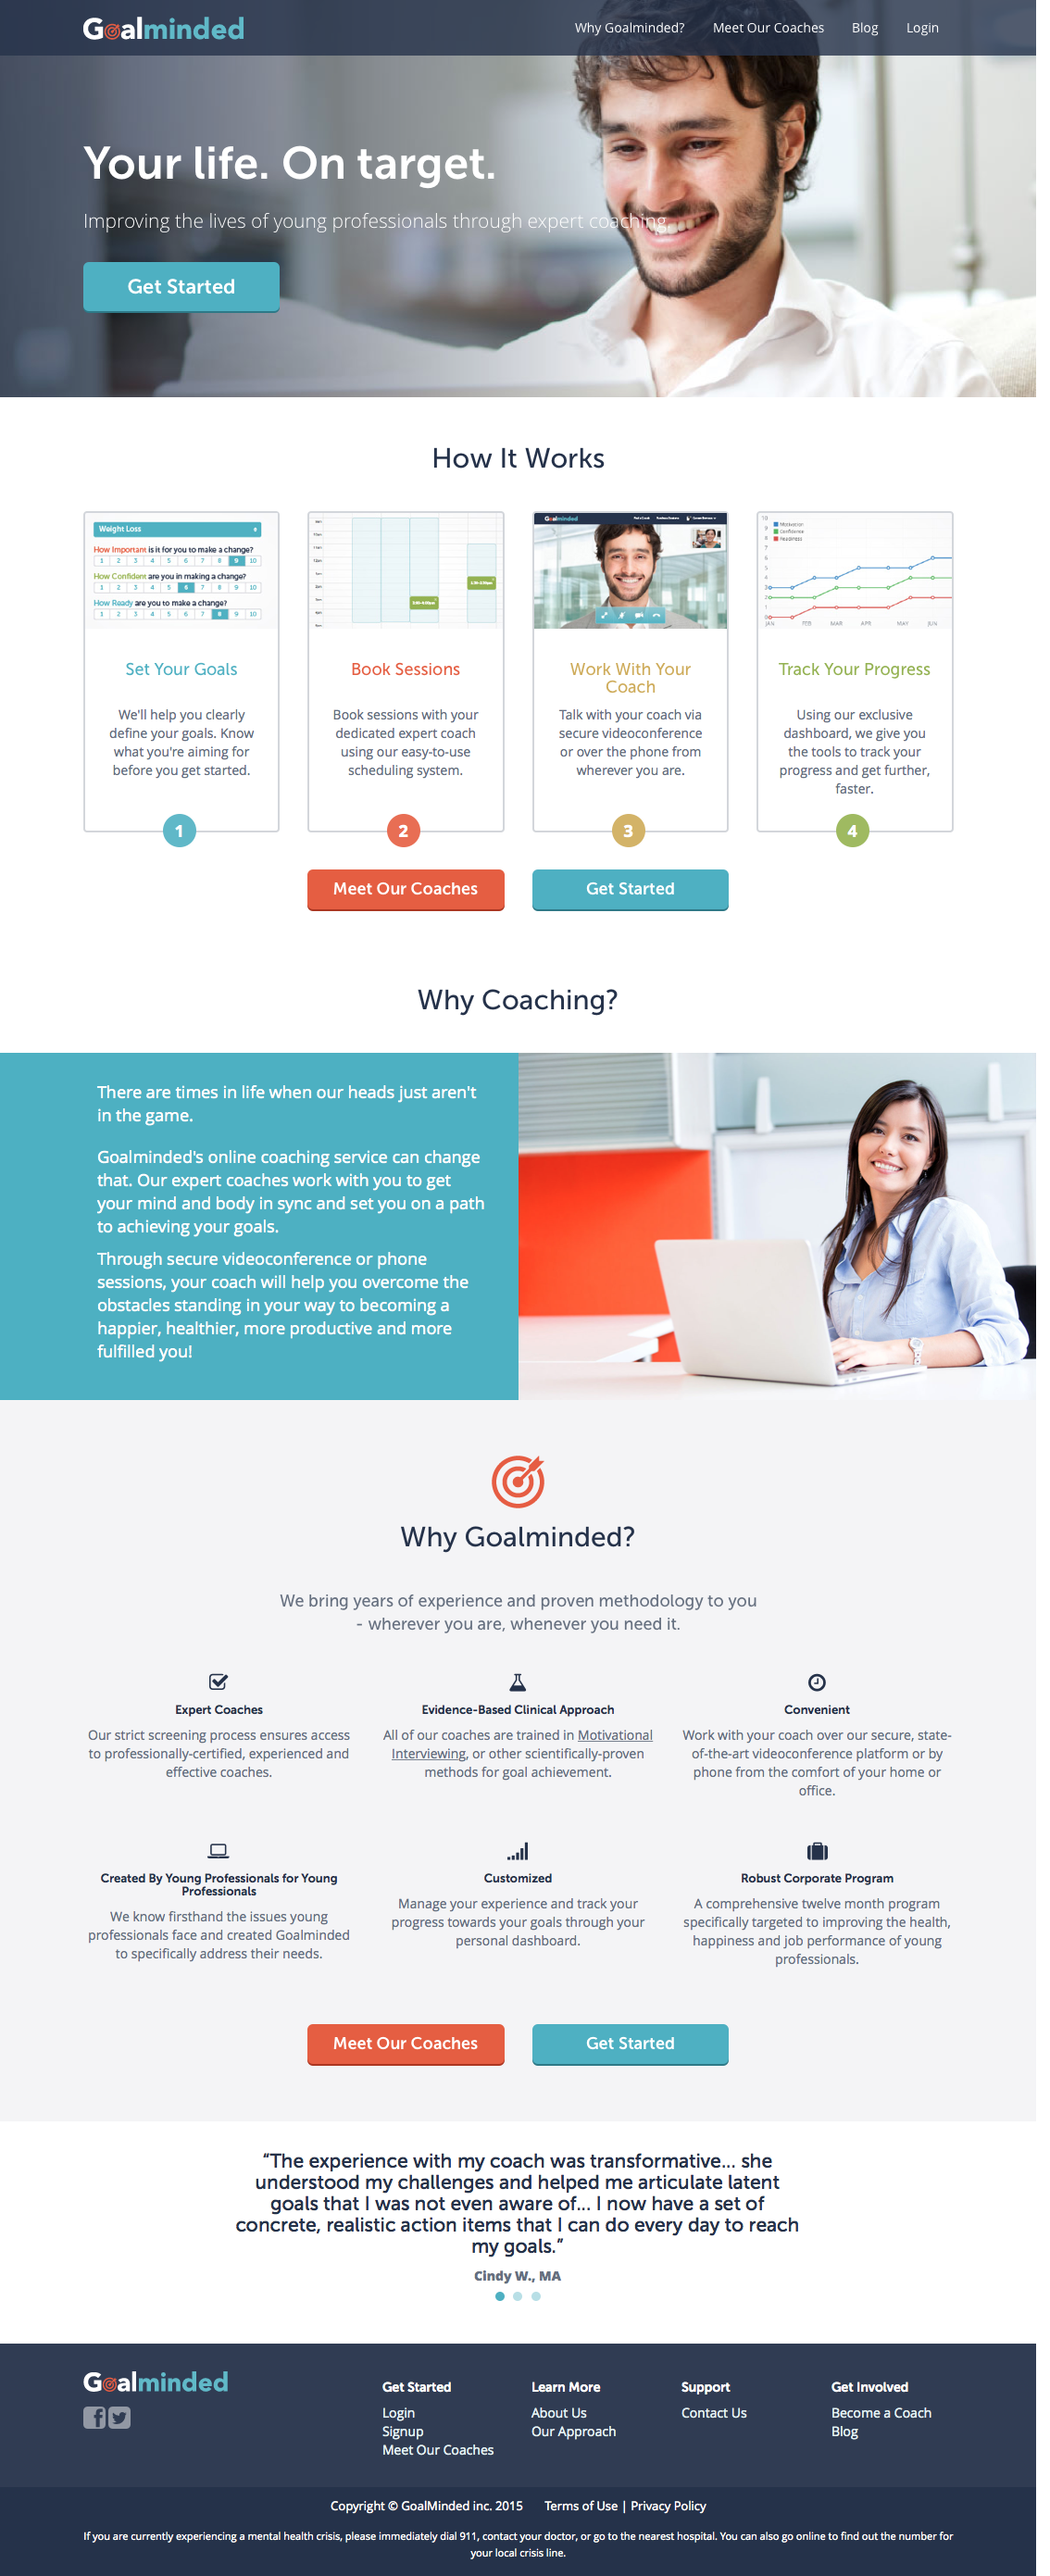 Goalminded
Why Goalminded?
Meet Our Coaches
Blog
Login
Your life. On target.
Improving the lives of young professionals through expert coaching.
Get Started
How It Works
Weight Loss
How Important is it for you to make a change?
1 2 3 4 5 6 7 8 9 10
How Confident are you in making a change?
1 2 3 4 5 6 7 8 9 10
How Ready are you to make a change?
1 2 3 4 5 6 7 8 9 10
Set Your Goals
We'll help you clearly
define your goals. Know
what you're aiming for
before you get started.
1
Book Sessions
Book sessions with your
dedicated expert coach
using our easy-to-use
scheduling system.
2
Goalminded
Work With Your
Coach
Talk with your coach via
secure videoconference
or over the phone from
wherever you are.
3
10
9
8
7
6
5
4
3
2
1
0
Motivation
Confidence
Readiness
JAN FEB MAR APR MAY JUN
Track Your Progress
Using our exclusive
dashboard, we give you
the tools to track your
progress and get further,
faster.
4
Meet Our Coaches
Get Started
Why Coaching?
There are times in life when our heads just aren't
in the game.
Goalminded's online coaching service can change
that. Our expert coaches work with you to get
your mind and body in sync and set you on a path
to achieving your goals.
Through secure videoconference or phone
sessions, your coach will help you overcome the
obstacles standing in your way to becoming a
happier, healthier, more productive and more
fulfilled you!
Why Goalminded?
We bring years of experience and proven methodology to you
- wherever you are, whenever you need it.
Expert Coaches
Our strict screening process ensures access
to professionally-certified, experienced and
effective coaches.
Evidence-Based Clinical Approach
All of our coaches are trained in Motivational
Interviewing, or other scientifically-proven
methods for goal achievement.
Convenient
Work with your coach over our secure, state-
of-the-art videoconference platform or by
phone from the comfort of your home or
office.
Created By Young Professionals for Young
Professionals
We know firsthand the issues young
professionals face and created Goalminded
to specifically address their needs.
Customized
Manage your experience and track your
progress towards your goals through your
personal dashboard.
Robust Corporate Program
A comprehensive twelve month program
specifically targeted to improving the health,
happiness and job performance of young
professionals.
Meet Our Coaches
Get Started
“The experience with my coach was transformative... she
understood my challenges and helped me articulate latent
goals that I was not even aware of... I now have a set of
concrete, realistic action items that I can do every day to reach
my goals.”
Cindy W., MA
Goalminded
Get Started
Login
Signup
Meet Our Coaches
Learn More
About Us
Our Approach
Support
Contact Us
Get Involved
Become a Coach
Blog
Copyright © GoalMinded inc. 2015
Terms of Use | Privacy Policy
If you are currently experiencing a mental health crisis, please immediately dial 911, contact your doctor, or go to the nearest hospital. You can also go online to find out the number for
your local crisis line.